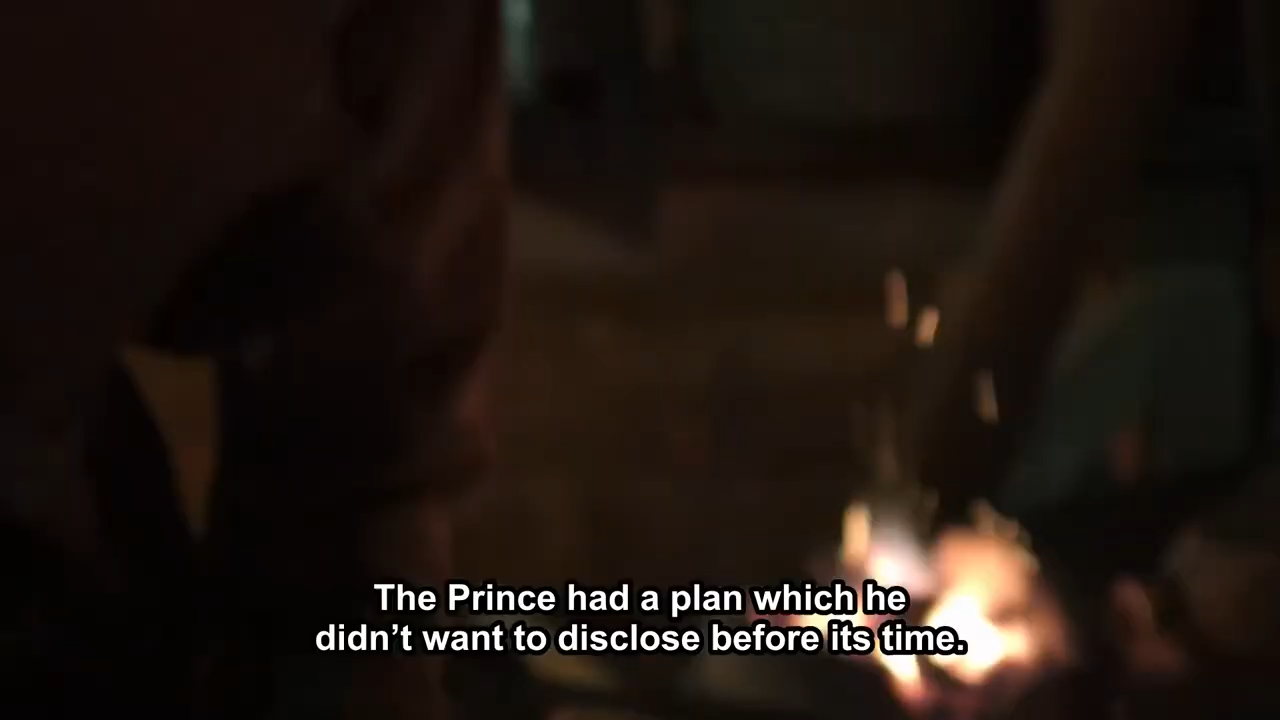 The Prince had a plan which he
didn’t want to disclose before its time.